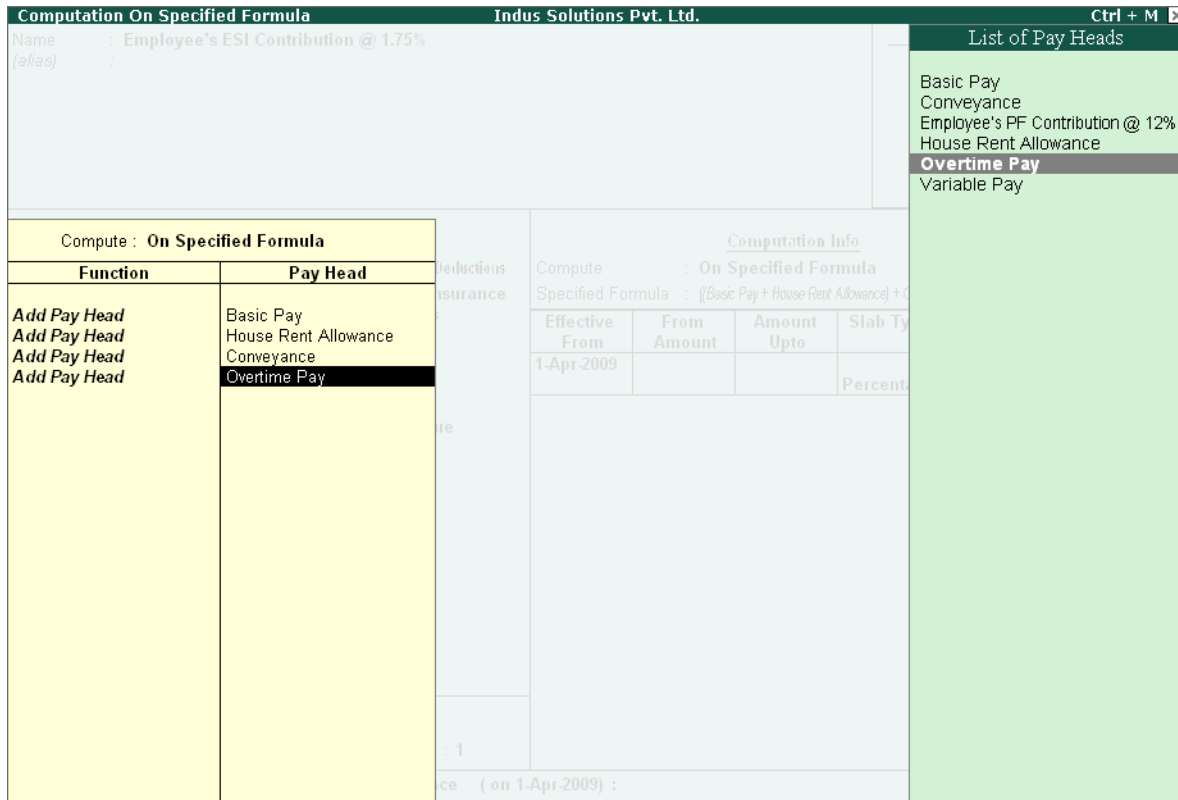 Computation On Specified Formula Indus Solutions Pvt. Ltd. Ctrl + M
Name : Employee's ESI Contribution @ 1.75%
(alias) :
List of Pay Heads
Basic Pay
Conveyance
Employee's PF Contribution @ 12%
House Rent Allowance
Overtime Pay
Variable Pay
Compute : On Specified Formula
Function Pay Head
Add Pay Head Basic Pay
Add Pay Head House Rent Allowance
Add Pay Head Conveyance
Add Pay Head Overtime Pay
Deductions
Computation Info
Compute : On Specified Formula
Specified Formula : ((Basic Pay + House Rent Allowance) + C
Effective From From Amount Amount Upto Slab Ty
1-Apr-2009
Percenta
: 1
( on 1-Apr-2009) :